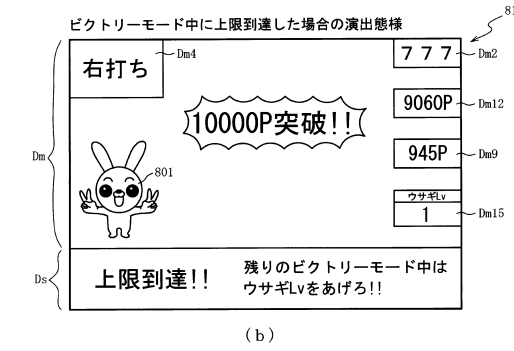 ビクトリーモード中に上限到達した場合の演出態様
81
右打ち
Dm4
7 7 7
Dm2
10000P突破!!
9060P
Dm12
Dm
801
945P
Dm9
ウサギLv
1
Dm15
Ds
上限到達!!
残りのビクトリーモード中は
ウサギLvをあげろ!!
(b)